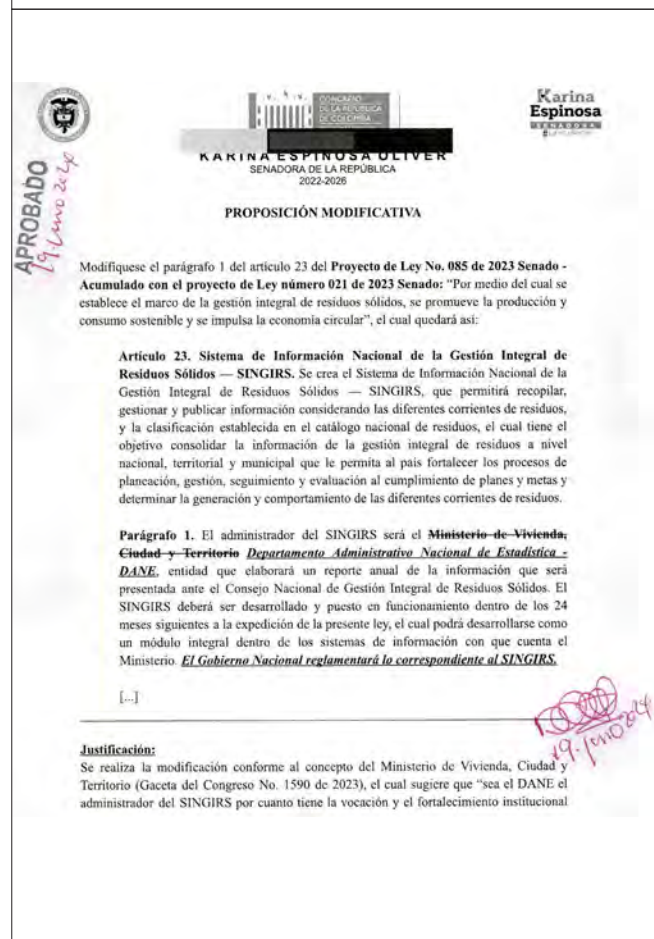 CONGRESO
DE LA REPÚBLICA
DE COLOMBIA
Karina
Espinosa
SENADORA
KARINA ESPINOSA OLIVER
SENADORA DE LA REPÚBLICA
2022-2026
APROBADO
PROPOSICIÓN MODIFICATIVA
Modifíquese el parágrafo 1 del artículo 23 del Proyecto de Ley No. 085 de 2023 Senado -
Acumulado con el proyecto de Ley número 021 de 2023 Senado: “Por medio del cual se
establece el marco de la gestión integral de residuos sólidos, se promueve la producción y
consumo sostenible y se impulsa la economía circular”, el cual quedará así:
Artículo 23. Sistema de Información Nacional de la Gestión Integral de
Residuos Sólidos — SINGIRS. Se crea el Sistema de Información Nacional de la
Gestión Integral de Residuos Sólidos — SINGIRS, que permitirá recopilar,
gestionar y publicar información considerando las diferentes corrientes de residuos,
y la clasificación establecida en el catálogo nacional de residuos, el cual tiene el
objetivo consolidar la información de la gestión integral de residuos a nivel
nacional, territorial y municipal que le permita al país fortalecer los procesos de
planeación, gestión, seguimiento y evaluación al cumplimiento de planes y metas y
determinar la generación y comportamiento de las diferentes corrientes de residuos.
Parágrafo 1. El administrador del SINGIRS será el Ministerio de Vivienda,
Ciudad y Territorio Departamento Administrativo Nacional de Estadística -
DANE, entidad que elaborará un reporte anual de la información que será
presentada ante el Consejo Nacional de Gestión Integral de Residuos Sólidos. El
SINGIRS deberá ser desarrollado y puesto en funcionamiento dentro de los 24
meses siguientes a la expedición de la presente ley, el cual podrá desarrollarse como
un módulo integral dentro de los sistemas de información con que cuenta el
Ministerio. El Gobierno Nacional reglamentará lo correspondiente al SINGIRS.
[...]
Justificación:
Se realiza la modificación conforme al concepto del Ministerio de Vivienda, Ciudad y
Territorio (Gaceta del Congreso No. 1590 de 2023), el cual sugiere que “sea el DANE el
administrador del SINGIRS por cuanto tiene la vocación y el fortalecimiento institucional